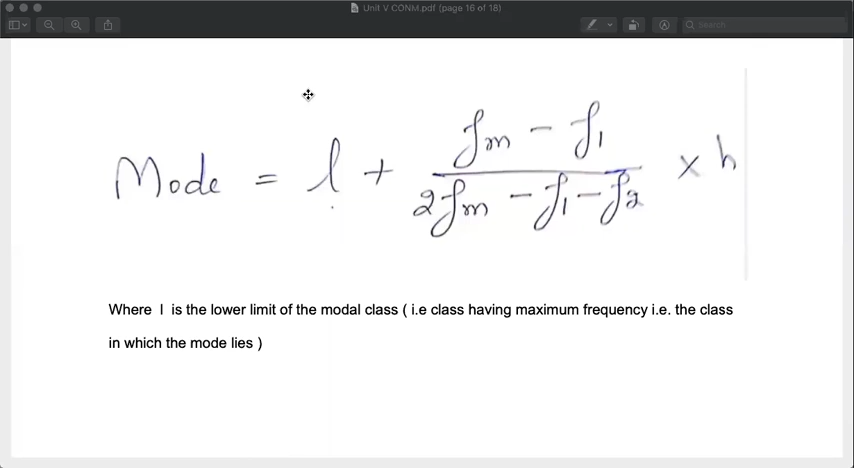 Unit V CONM.pdf (page 16 of 18)
Search
Mode = l + (fm - f1) / (2fm - f1 - f2) × h
Where l is the lower limit of the modal class ( i.e class having maximum frequency i.e. the class
in which the mode lies )